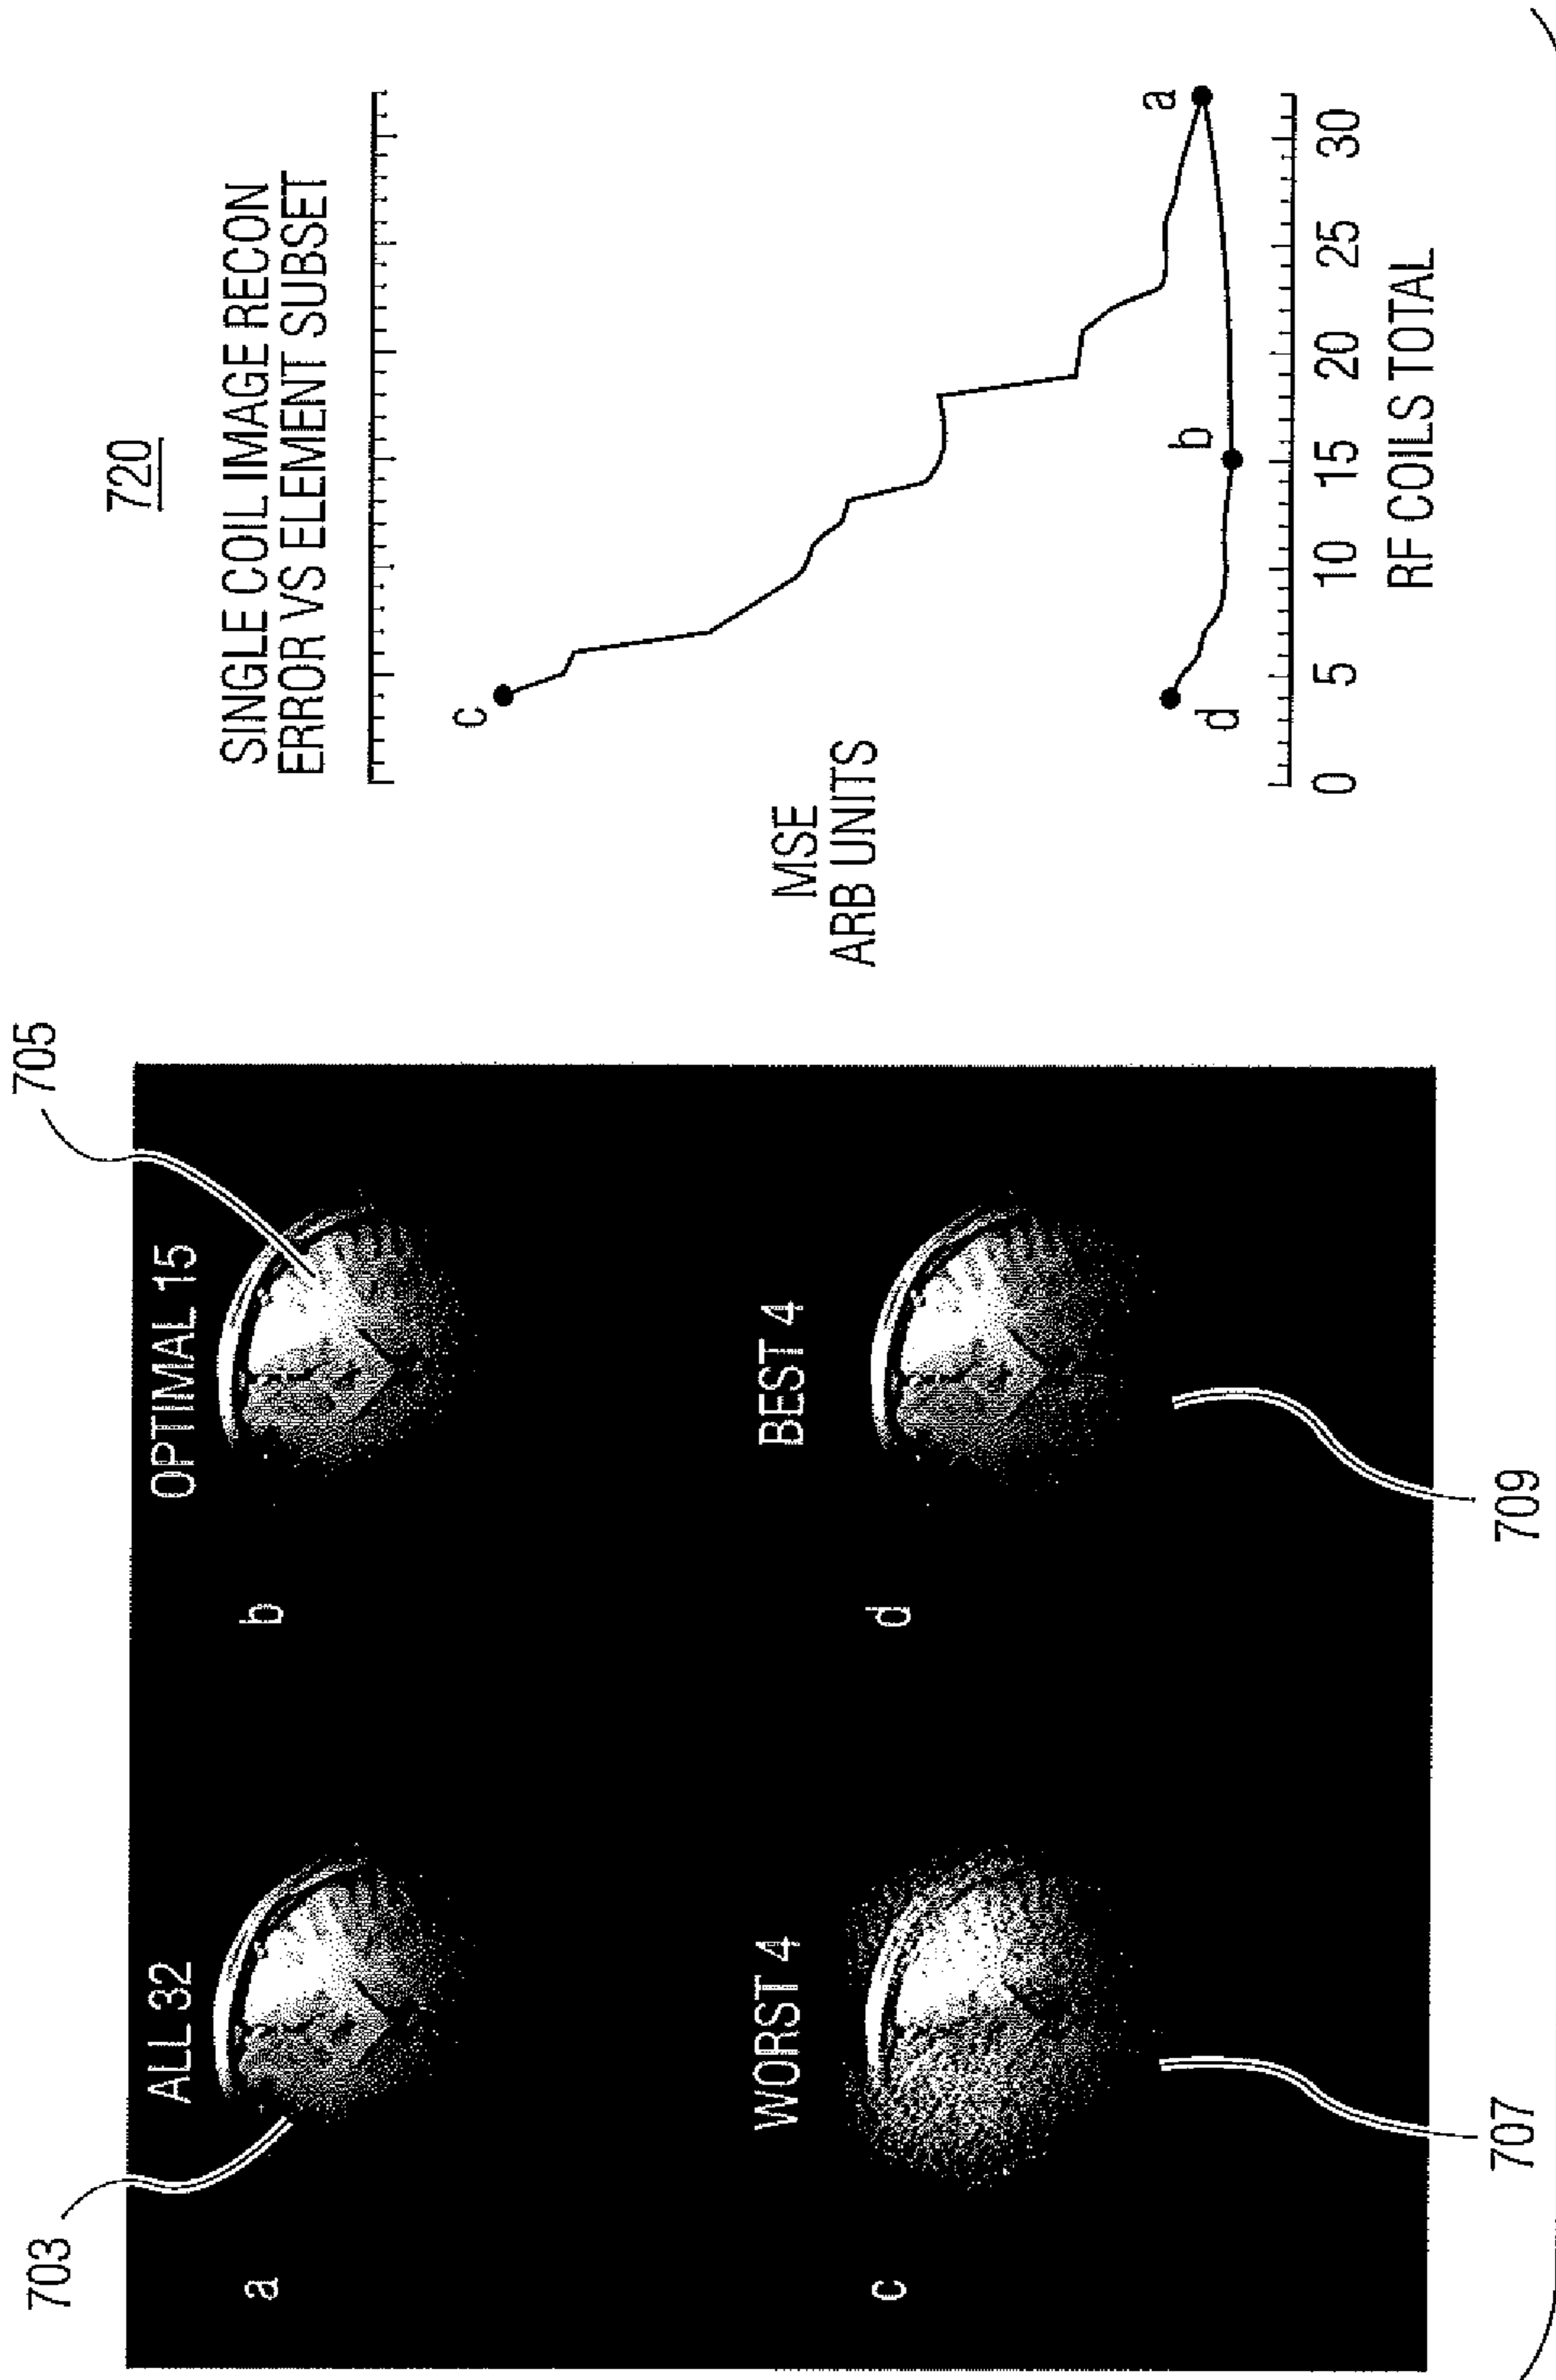 703
705
a
ALL 32
b
OPTIMAL 15
c
WORST 4
d
BEST 4
707
709
720
SINGLE COIL IMAGE RECON
ERROR VS ELEMENT SUBSET
c
MSE
ARB UNITS
a
b
d
0 5 10 15 20 25 30
RF COILS TOTAL